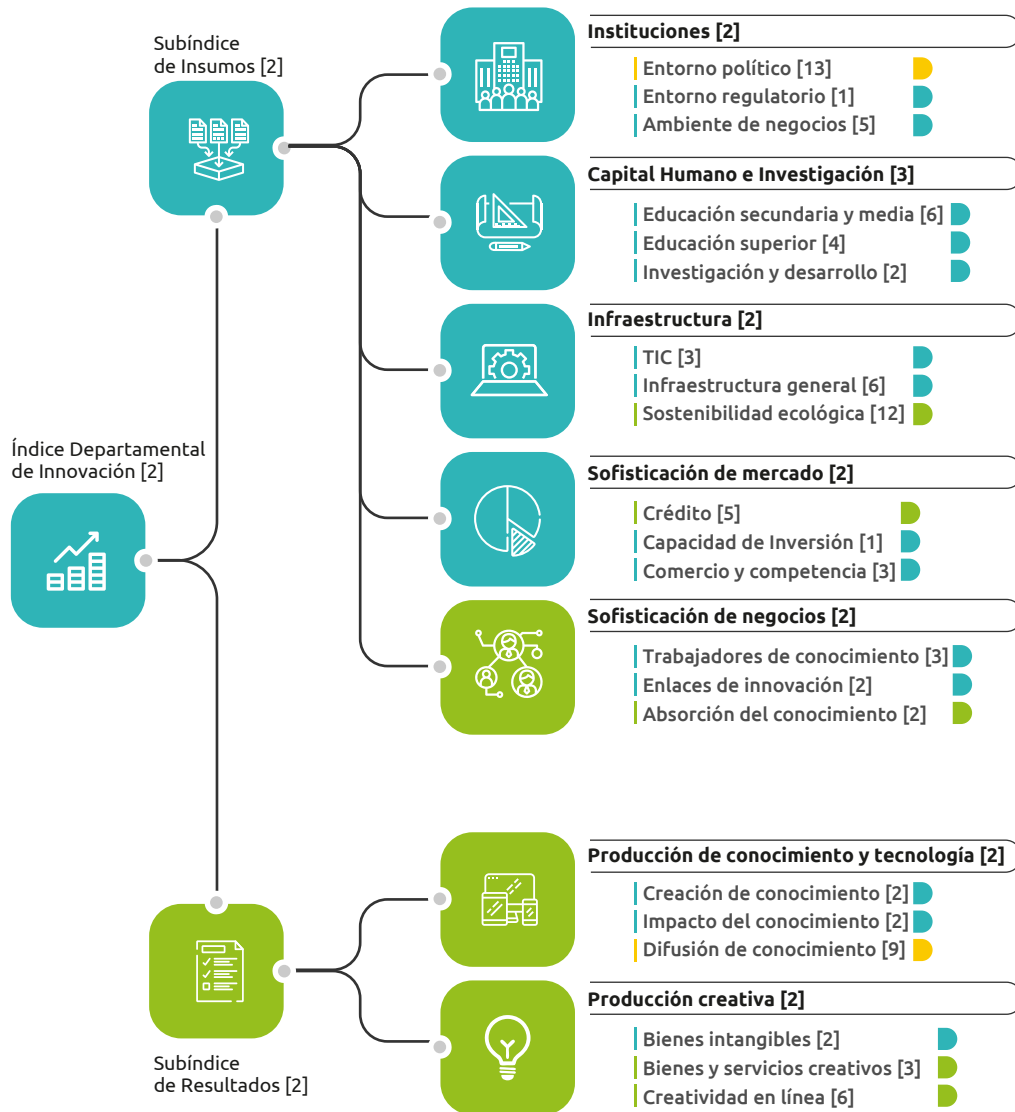 Índice Departamental
de Innovación [2]
Subíndice
de Insumos [2]
Instituciones [2]
Entorno político [13]
Entorno regulatorio [1]
Ambiente de negocios [5]
Capital Humano e Investigación [3]
Educación secundaria y media [6]
Educación superior [4]
Investigación y desarrollo [2]
Infraestructura [2]
TIC [3]
Infraestructura general [6]
Sostenibilidad ecológica [12]
Sofisticación de mercado [2]
Crédito [5]
Capacidad de Inversión [1]
Comercio y competencia [3]
Sofisticación de negocios [2]
Trabajadores de conocimiento [3]
Enlaces de innovación [2]
Absorción del conocimiento [2]
Subíndice
de Resultados [2]
Producción de conocimiento y tecnología [2]
Creación de conocimiento [2]
Impacto del conocimiento [2]
Difusión de conocimiento [9]
Producción creativa [2]
Bienes intangibles [2]
Bienes y servicios creativos [3]
Creatividad en línea [6]